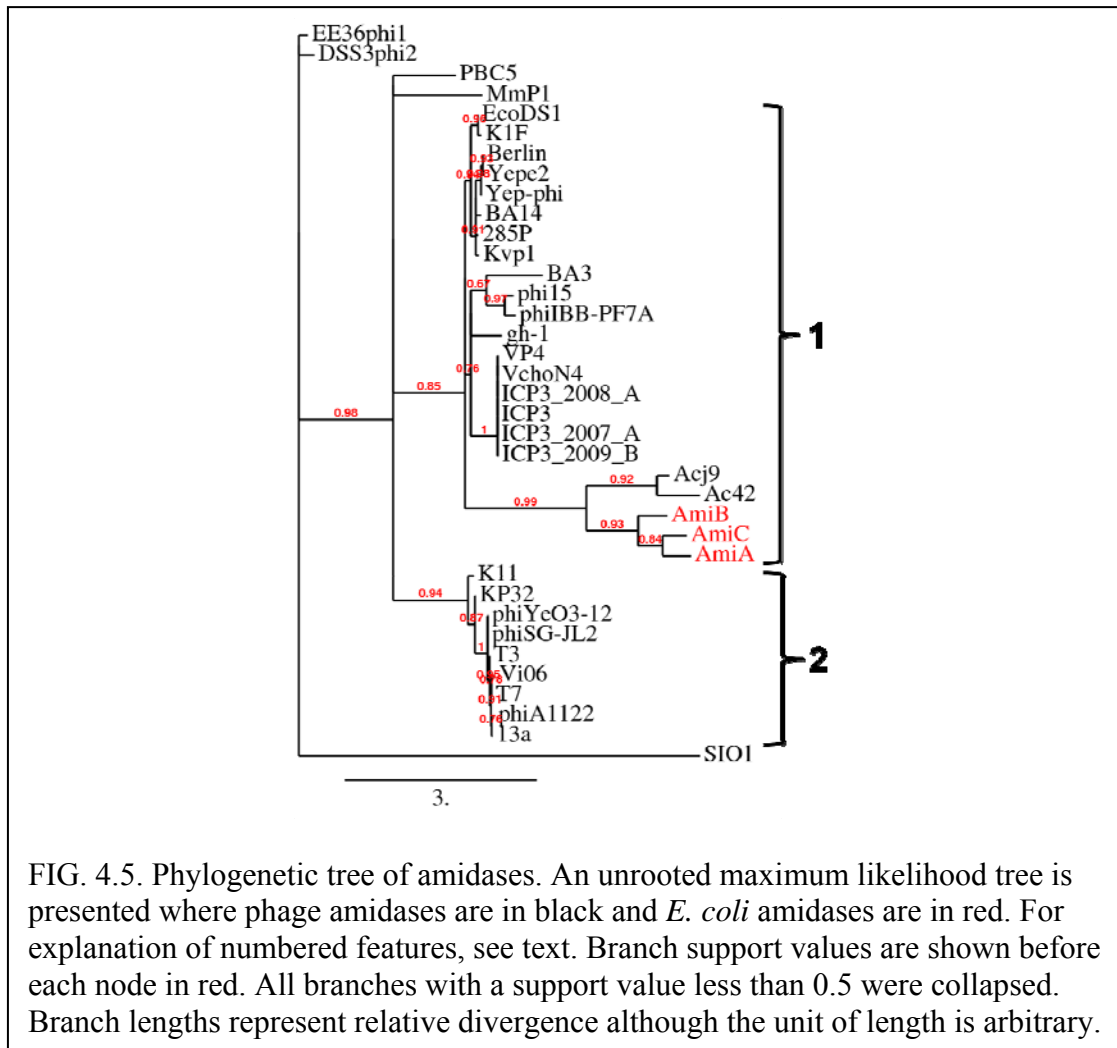 EE36phi1
DSS3phi2
PBC5
MmP1
EcoDS1
0.96
K1F
Berlin
0.92
Yepe2
Yep-phi
BA14
285P
Kvp1
BA3
0.67
phi15
0.97
phiIBB-PF7A
gh-1
VP4
0.76
VchoN4
ICP3_2008_A
0.85
ICP3
0.98
ICP3_2007_A
1
ICP3_2009_B
Acj9
0.92
Ac42
0.99
AmiB
0.93
AmiC
0.84
AmiA
1
K11
0.94
KP32
phiYeO3-12
0.87
phiSG-JL2
1
T3
Vi06
T7
phiA1122
0.76
13a
2
SIO1
3.
FIG. 4.5. Phylogenetic tree of amidases. An unrooted maximum likelihood tree is
presented where phage amidases are in black and E. coli amidases are in red. For
explanation of numbered features, see text. Branch support values are shown before
each node in red. All branches with a support value less than 0.5 were collapsed.
Branch lengths represent relative divergence although the unit of length is arbitrary.